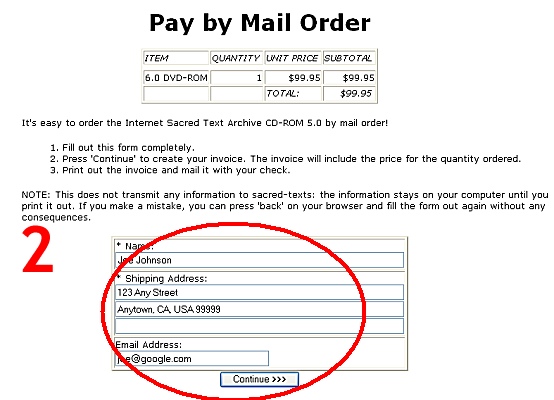 Pay by Mail Order
ITEM QUANTITY UNIT PRICE SUBTOTAL
6.0 DVD-ROM 1 $99.95 $99.95
TOTAL: $99.95
It's easy to order the Internet Sacred Text Archive CD-ROM 5.0 by mail order!
1. Fill out this form completely.
2. Press 'Continue' to create your invoice. The invoice will include the price for the quantity ordered.
3. Print out the invoice and mail it with your check.
NOTE: This does not transmit any information to sacred-texts: the information stays on your computer until you
print it out. If you make a mistake, you can press 'back' on your browser and fill the form out again without any
consequences.
2
* Name:
Joe Johnson
* Shipping Address:
123 Any Street
Anytown, CA, USA 99999
Email Address:
joe@google.com
Continue >>>